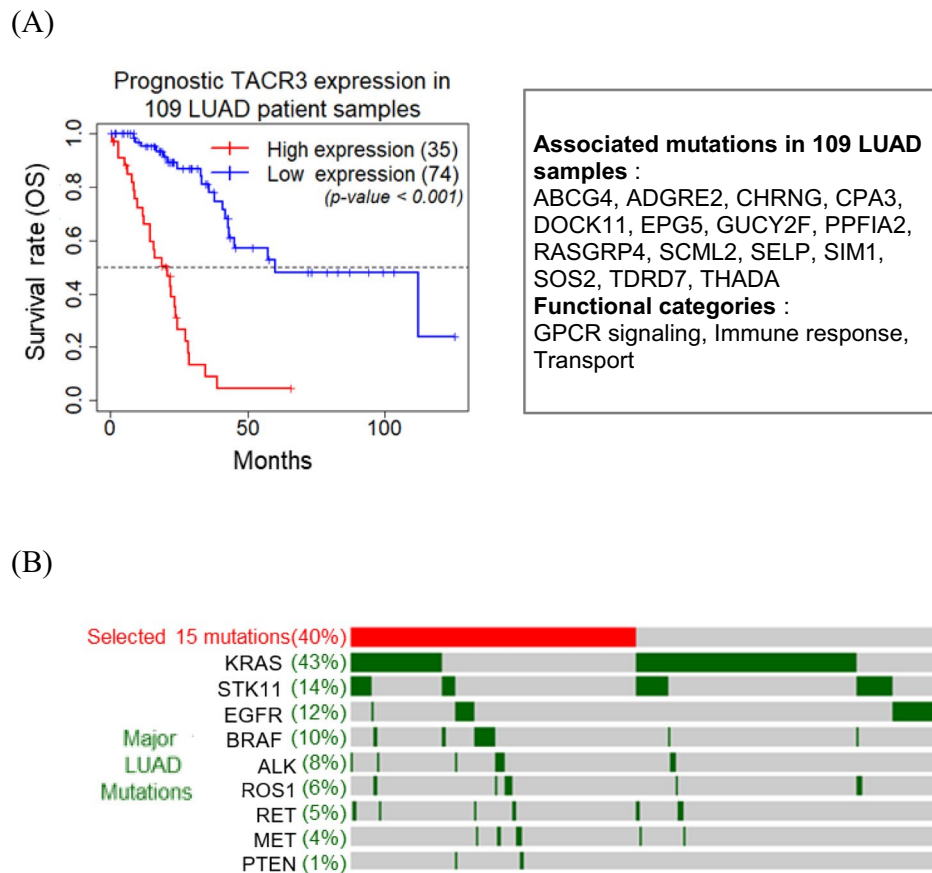 (A)
Prognostic TACR3 expression in
109 LUAD patient samples
High expression (35)
Low expression (74)
(p-value < 0.001)
Survival rate (OS)
1.0
0.8
0.6
0.4
0.2
0.0
0
50
100
Months
Associated mutations in 109 LUAD
samples :
ABCG4, ADGRE2, CHRNG, CPA3,
DOCK11, EPG5, GUCY2F, PPFIA2,
RASGRP4, SCML2, SELP, SIM1,
SOS2, TDRD7, THADA
Functional categories :
GPCR signaling, Immune response,
Transport
(B)
Selected 15 mutations(40%)
KRAS (43%)
STK11 (14%)
EGFR (12%)
BRAF (10%)
ALK (8%)
ROS1 (6%)
RET (5%)
MET (4%)
PTEN (1%)
Major
LUAD
Mutations